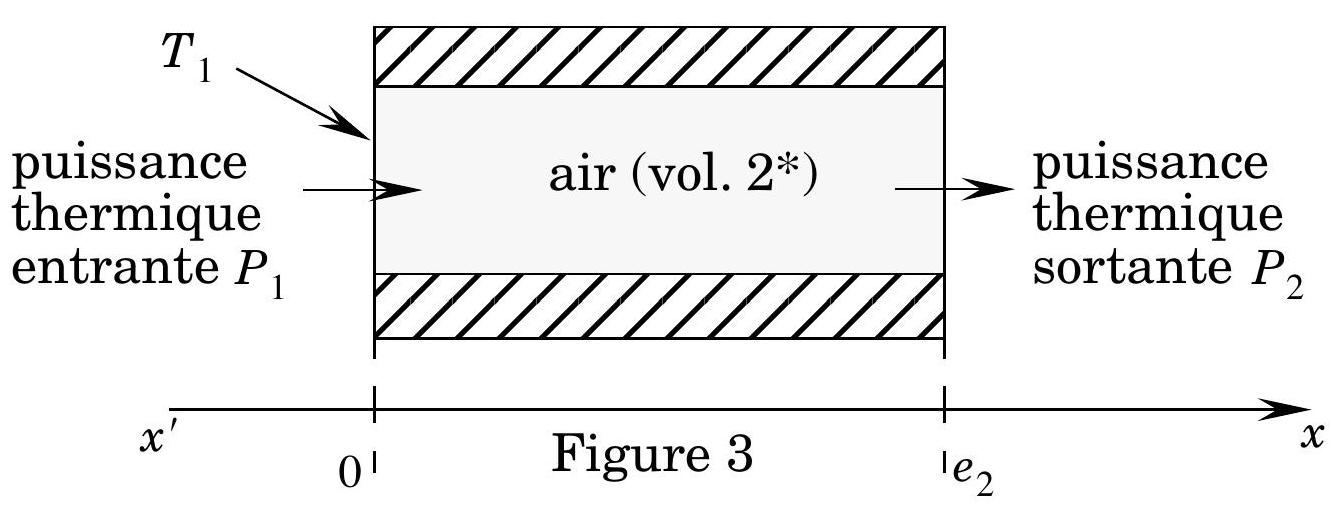 T₁
puissance
thermique
entrante P₁
air (vol. 2*)
puissance
thermique
sortante P₂
x'
x
0
Figure 3
e₂